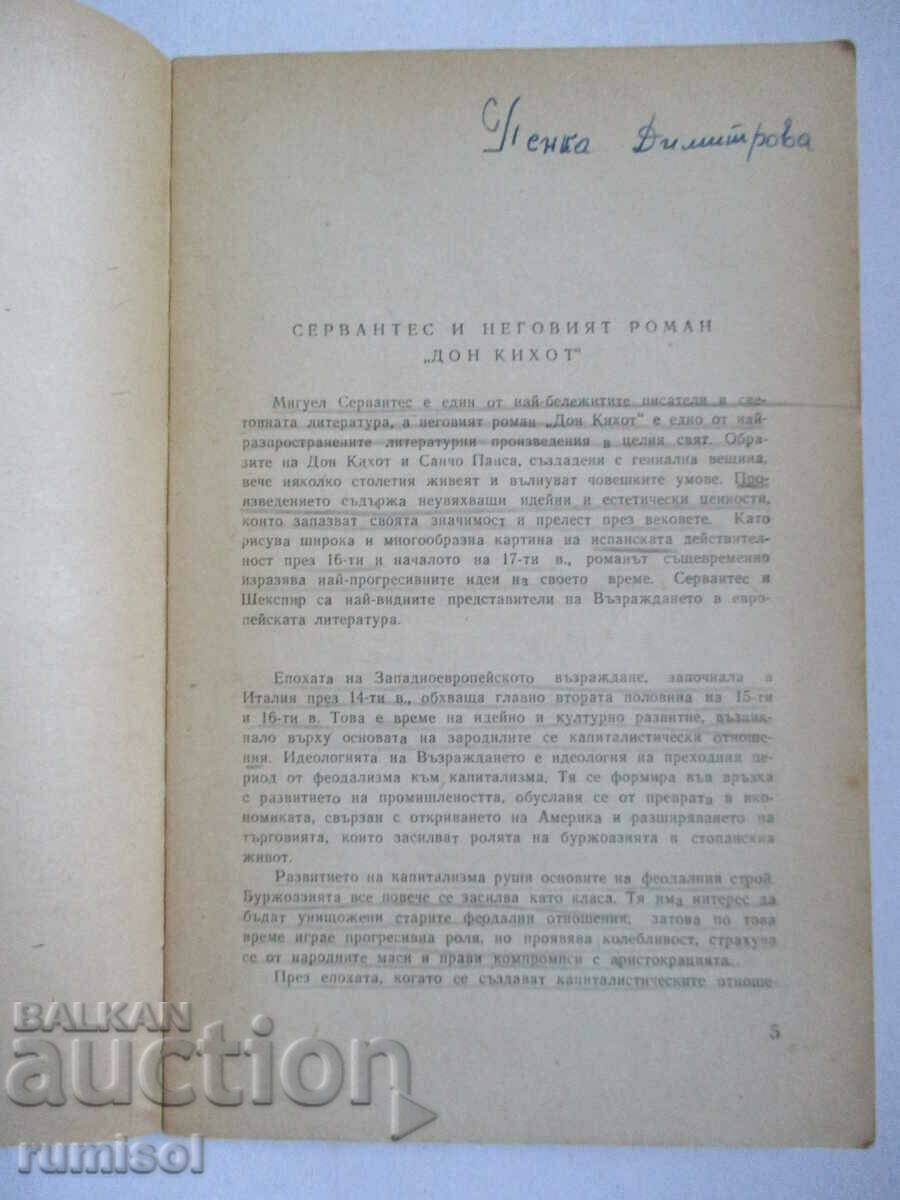 Пенка Димитрова
СЕРВАНТЕС И НЕГОВИЯТ РОМАН
„ДОН КИХОТ“
Мигуел Сервантес е един от най-бележитите писатели в све-
товната литература, а неговият роман „Дон Кихот“ е едно от най-
разпространените литературни произведения в целия свят. Обра-
зите на Дон Кихот и Санчо Панса, създадени с гениална вещина,
вече няколко столетия живеят и вълнуват човешките умове. Про-
изведението съдържа неувяхващи идейни и естетически ценности,
които запазват своята значимост и прелест през вековете. Като
рисува широка и многообразна картина на испанската действител-
ност през 16-ти и началото на 17-ти в., романът същевременно
изразява най-прогресивните идеи на своето време. Сервантес и
Шекспир са най-видните представители на Възраждането в евро-
пейската литература.
Епохата на Западноевропейското възраждане, започнала в
Италия през 14-ти в., обхваща главно втората половина на 15-ти
и 16-ти в. Това е време на идейно и културно развитие, възник-
нало върху основата на зародилите се капиталистически отноше-
ния. Идеологията на Възраждането е идеология на преходния пе-
риод от феодализма към капитализма. Тя се формира във връзка
с развитието на промишлеността, обуславя се от преврата в ико-
номиката, свързан с откриването на Америка и разширяването на
търговията, които засилват ролята на буржоазията в стопанския
живот.
Развитието на капитализма руши основите на феодалния строй.
Буржоазията все повече се засилва като класа. Тя има интерес да
бъдат унищожени старите феодални отношения, затова по това
време играе прогресивна роля, но проявява колебливост, страхува
се от народните маси и прави компромиси с аристокрацията.
През епохата, когато се създават капиталистическите отноше-
5
BALKAN
auction
rumisol